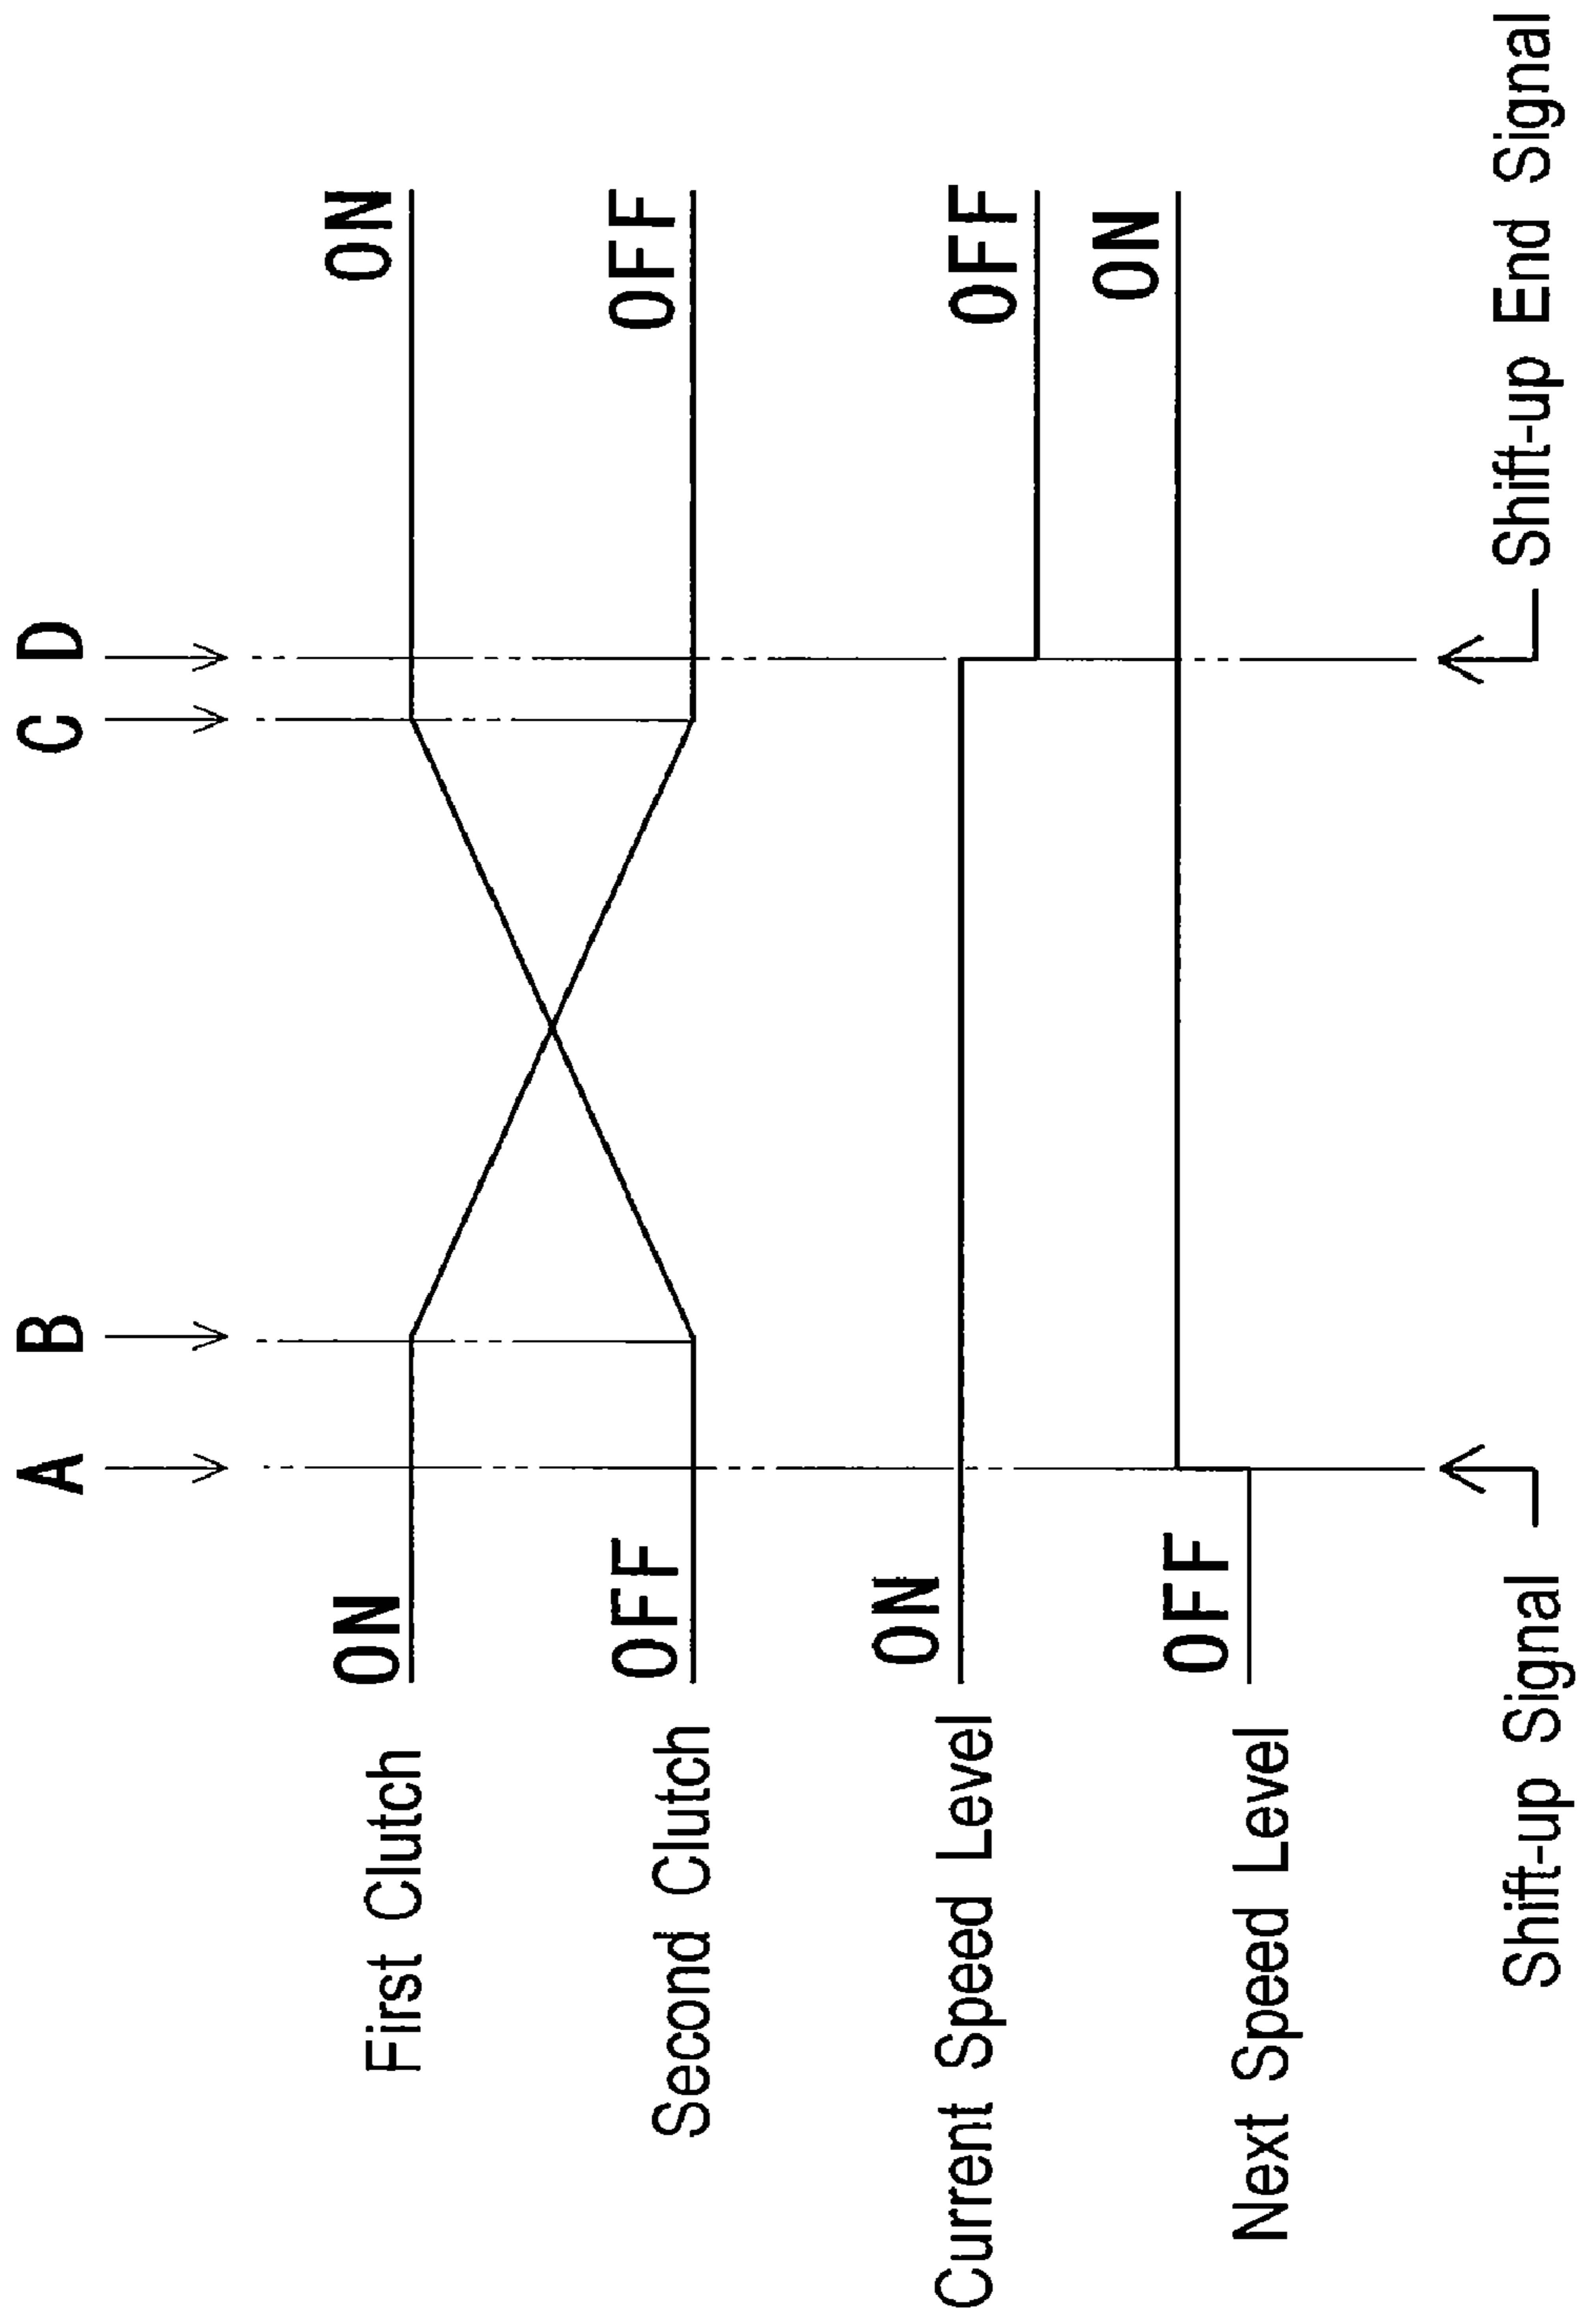 A B C D
First Clutch ON ON
Second Clutch OFF OFF
Current Speed Level ON OFF
Next Speed Level OFF ON
Shift-up Signal Shift-up End Signal